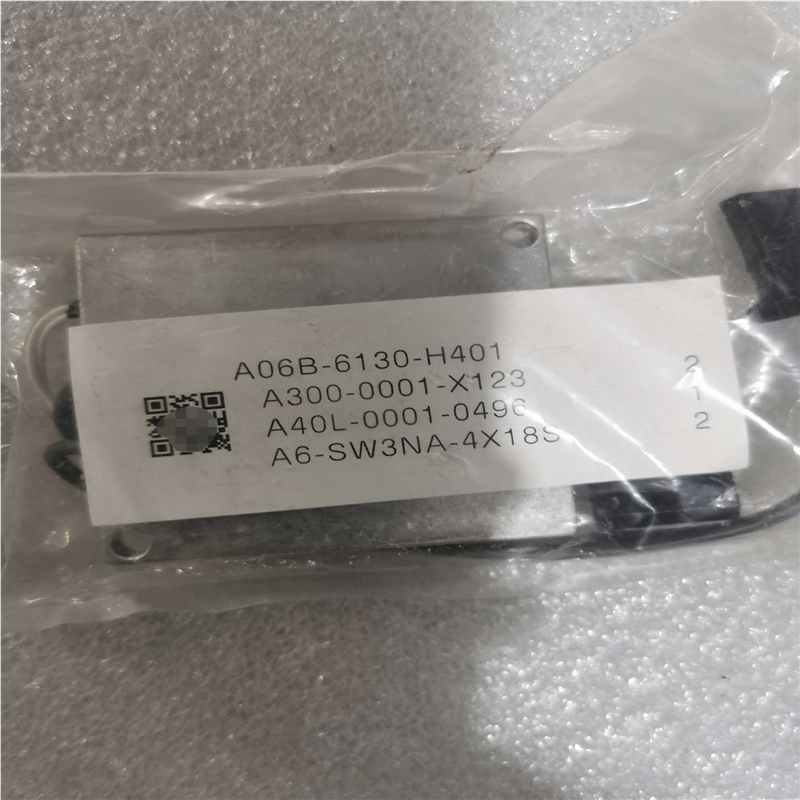 A06B-6130-H401
A300-0001-X123 2
A40L-0001-0496 1
A6-SW3NA-4X18S 2